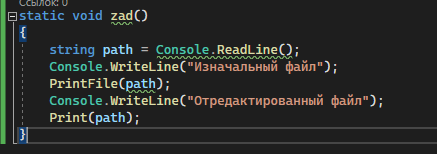 Ссылок: 0
static void zad()
{
string path = Console.ReadLine();
Console.WriteLine("Изначальный файл");
PrintFile(path);
Console.WriteLine("Отредактированный файл");
Print(path);
}